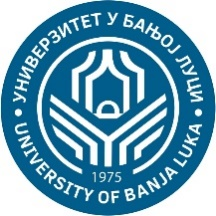 УНИВЕРЗИТЕТ У БАЊОЈ ЛУЦИ
1975
UNIVERSITY OF BANJA LUKA